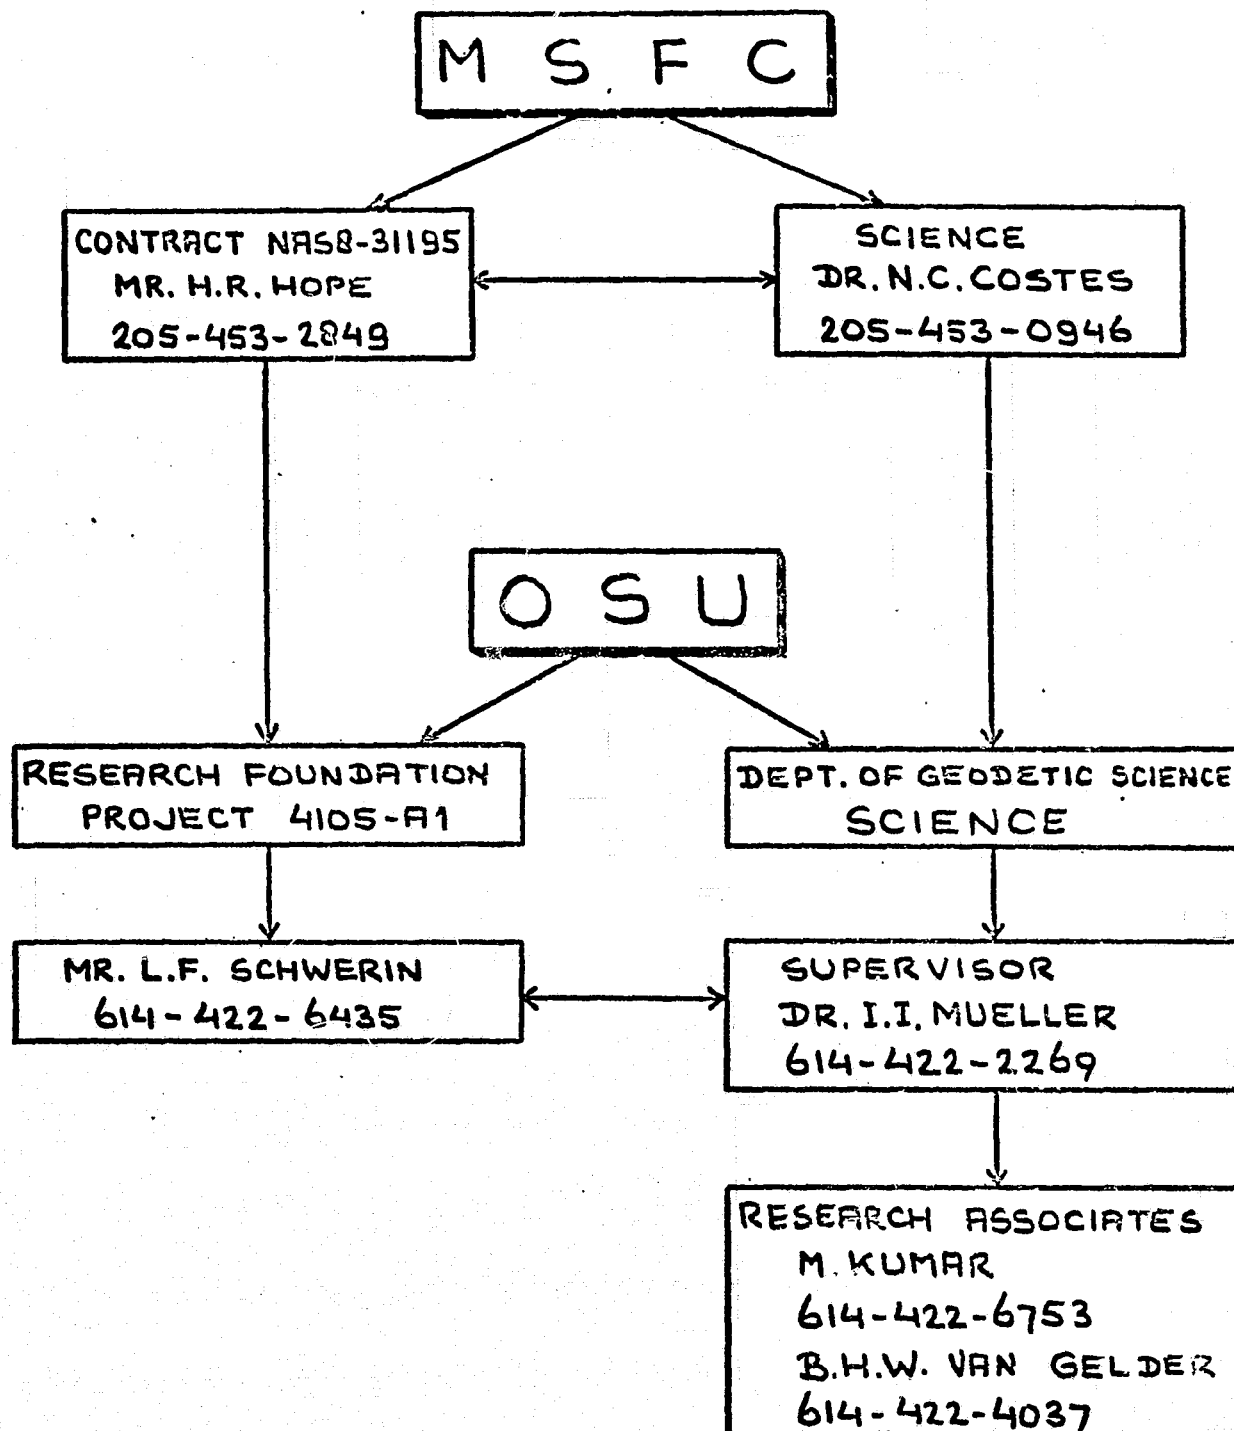 M S F C
CONTRACT NAS8-31195
MR. H.R. HOPE
205-453-2849
SCIENCE
DR. N.C. COSTES
205-453-0946
O S U
RESEARCH FOUNDATION
PROJECT 4105-A1
DEPT. OF GEODETIC SCIENCE
SCIENCE
MR. L.F. SCHWERIN
614-422-6435
SUPERVISOR
DR. I.I. MUELLER
614-422-2269
RESEARCH ASSOCIATES
M. KUMAR
614-422-6753
B.H.W. VAN GELDER
614-422-4037